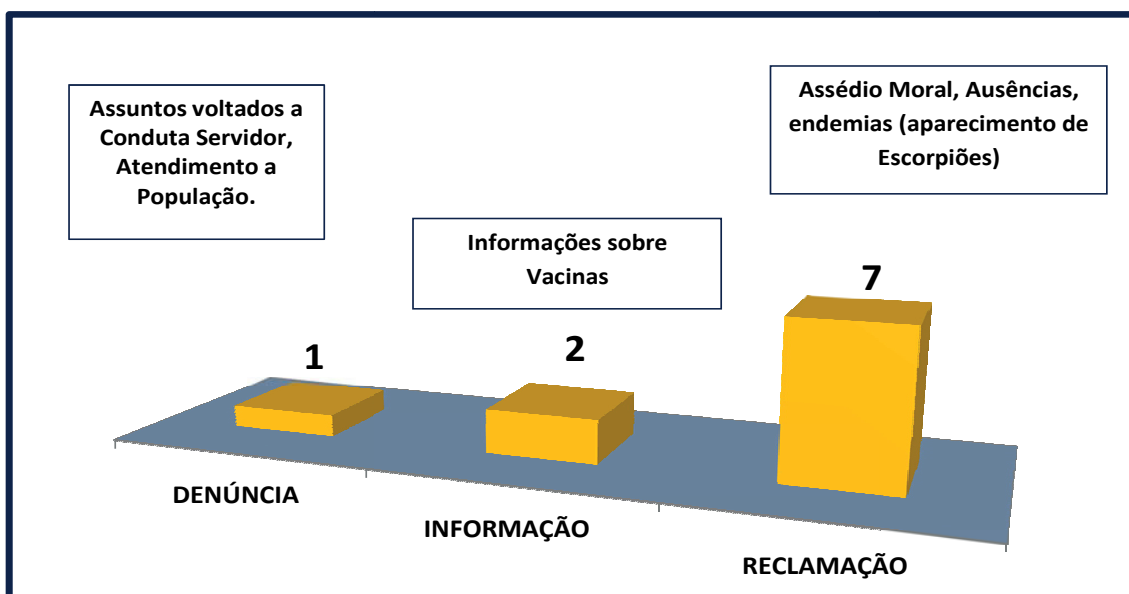 Assuntos voltados a
Conduta Servidor,
Atendimento a
População.
Informações sobre
Vacinas
Assédio Moral, Ausências,
endemias (aparecimento de
Escorpiões)
1
2
7
DENÚNCIA
INFORMAÇÃO
RECLAMAÇÃO